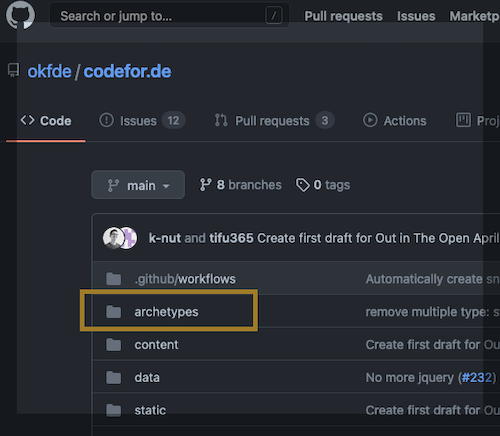 Search or jump to... /
Pull requests Issues Marketp
okfde / codefor.de
Code Issues 12 Pull requests 3 Actions Proj
main 8 branches 0 tags
k-nut and tifu365 Create first draft for Out in The Open April
.github/workflows Automatically create sn
archetypes remove multiple type: s
content Create first draft for Ou
data No more jquery (#232)
static Create first draft for Ou